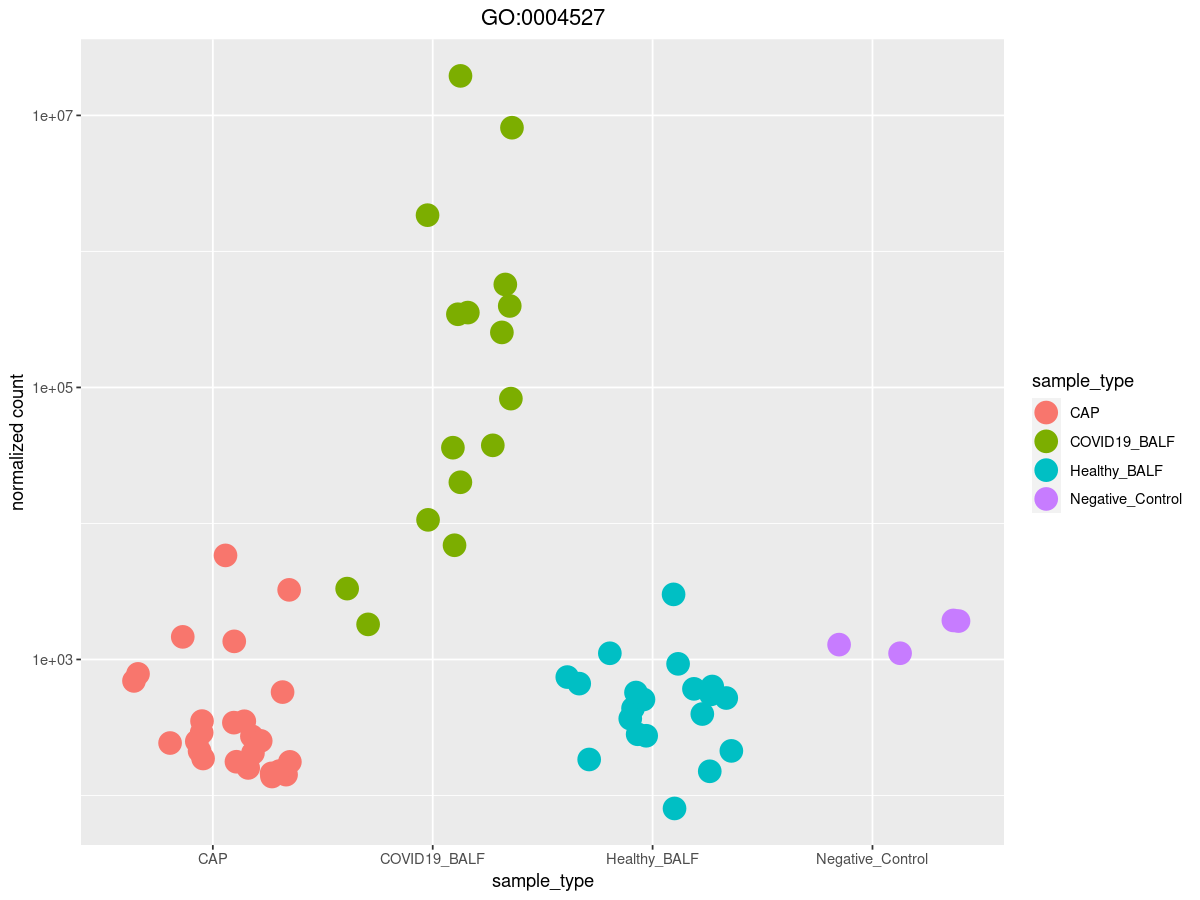 GO:0004527
normalized count
1e+07
1e+05
1e+03
CAP
COVID19_BALF
Healthy_BALF
Negative_Control
sample_type
sample_type
CAP
COVID19_BALF
Healthy_BALF
Negative_Control